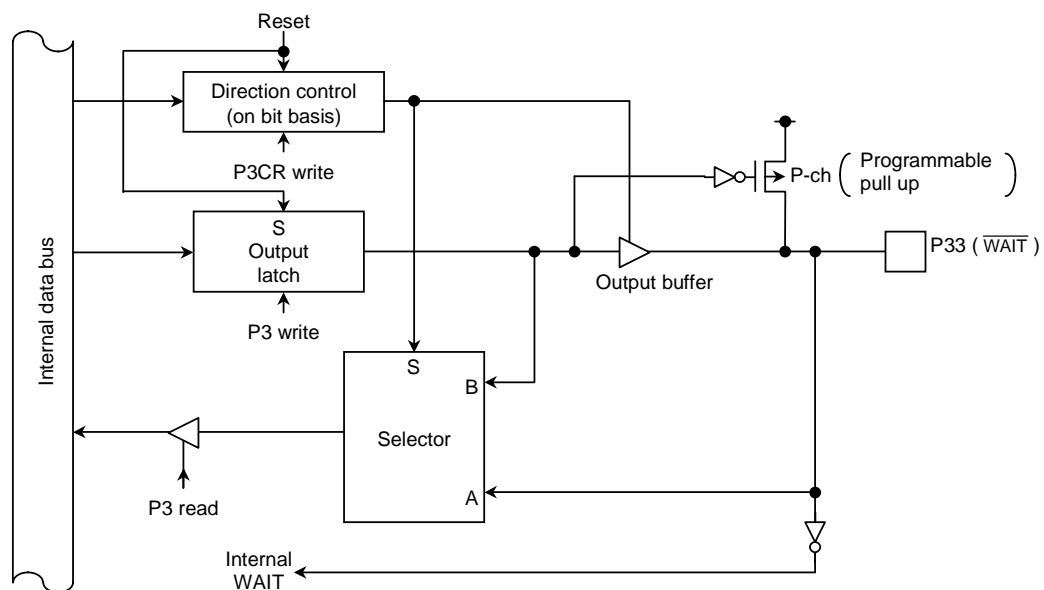 Reset
Direction control
(on bit basis)
P3CR write
P-ch
( Programmable
pull up )
S
Output
latch
P33 ( WAIT )
Output buffer
P3 write
Internal data bus
S
B
Selector
A
P3 read
Internal
WAIT